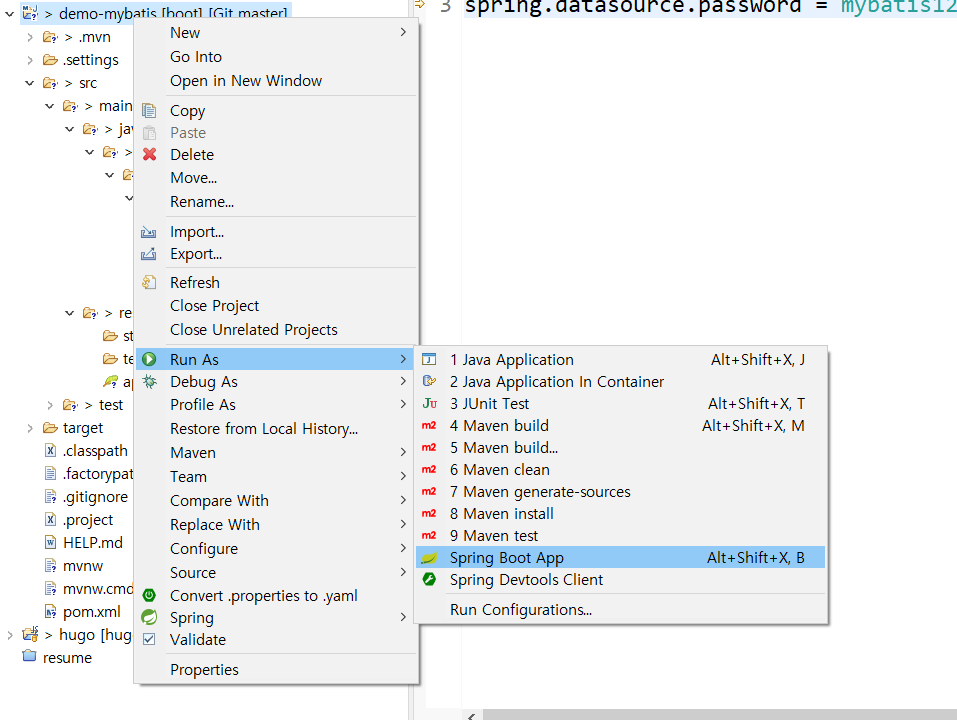 > demo-mybatis [boot] [Git master]
> .mvn
.settings
> src
> main
> 
>
> re
st
te
ap
> test
target
.classpath
.factorypat
.gitignore
.project
HELP.md
mvnw
mvnw.cmd
pom.xml
> hugo [hug
resume
3 spring.datasource.password = mybatis12
New
Go Into
Open in New Window
Copy
Paste
Delete
Move...
Rename...
Import...
Export...
Refresh
Close Project
Close Unrelated Projects
Run As
Debug As
Profile As
Restore from Local History...
Maven
Team
Compare With
Replace With
Configure
Source
Convert .properties to .yaml
Spring
Validate
Properties
1 Java Application Alt+Shift+X, J
2 Java Application In Container
3 JUnit Test Alt+Shift+X, T
4 Maven build Alt+Shift+X, M
5 Maven build...
6 Maven clean
7 Maven generate-sources
8 Maven install
9 Maven test
Spring Boot App Alt+Shift+X, B
Spring Devtools Client
Run Configurations...